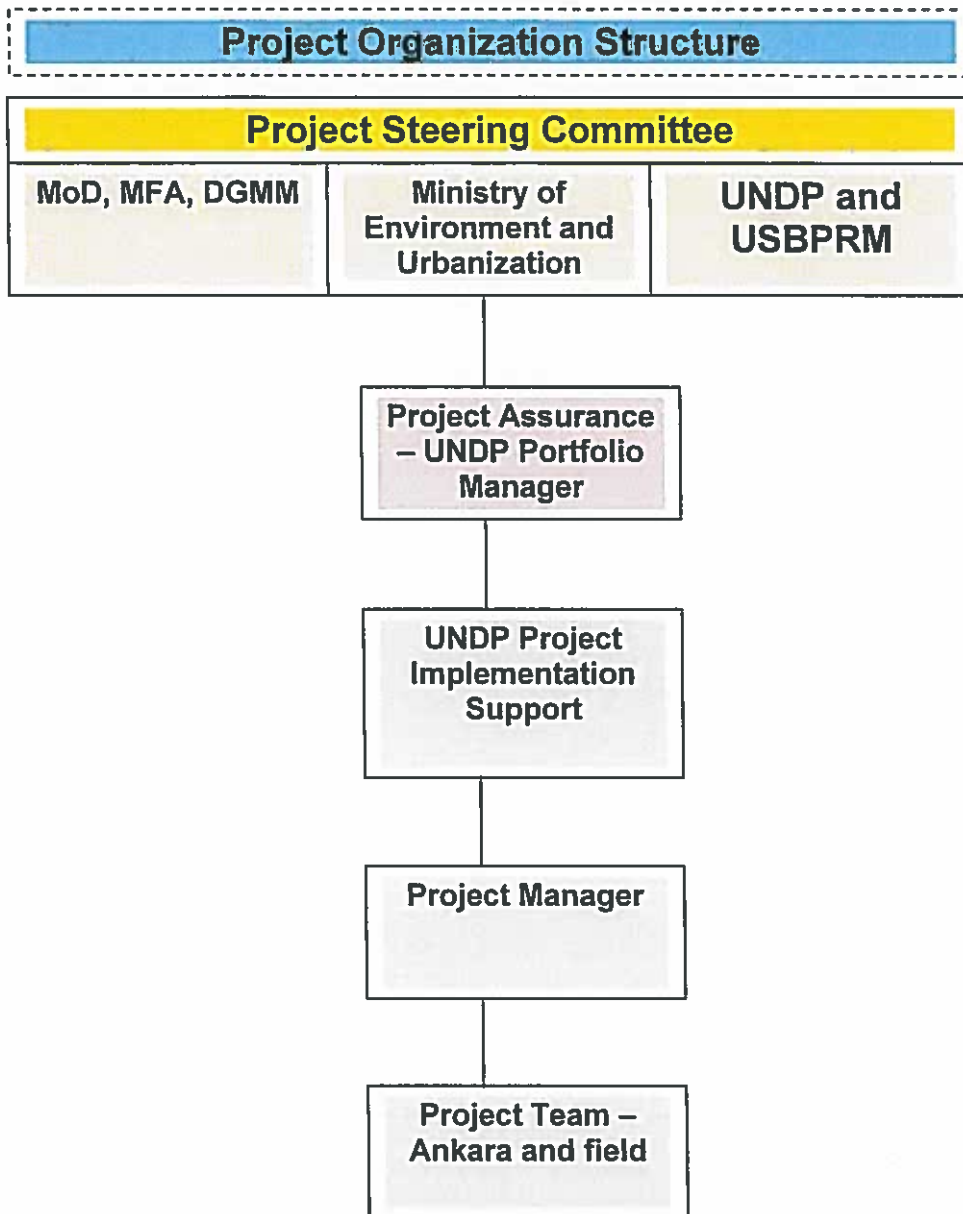 Project Organization Structure
Project Steering Committee
MoD, MFA, DGMM
Ministry of
Environment and
Urbanization
UNDP and
USBPRM
Project Assurance
– UNDP Portfolio
Manager
UNDP Project
Implementation
Support
Project Manager
Project Team –
Ankara and field